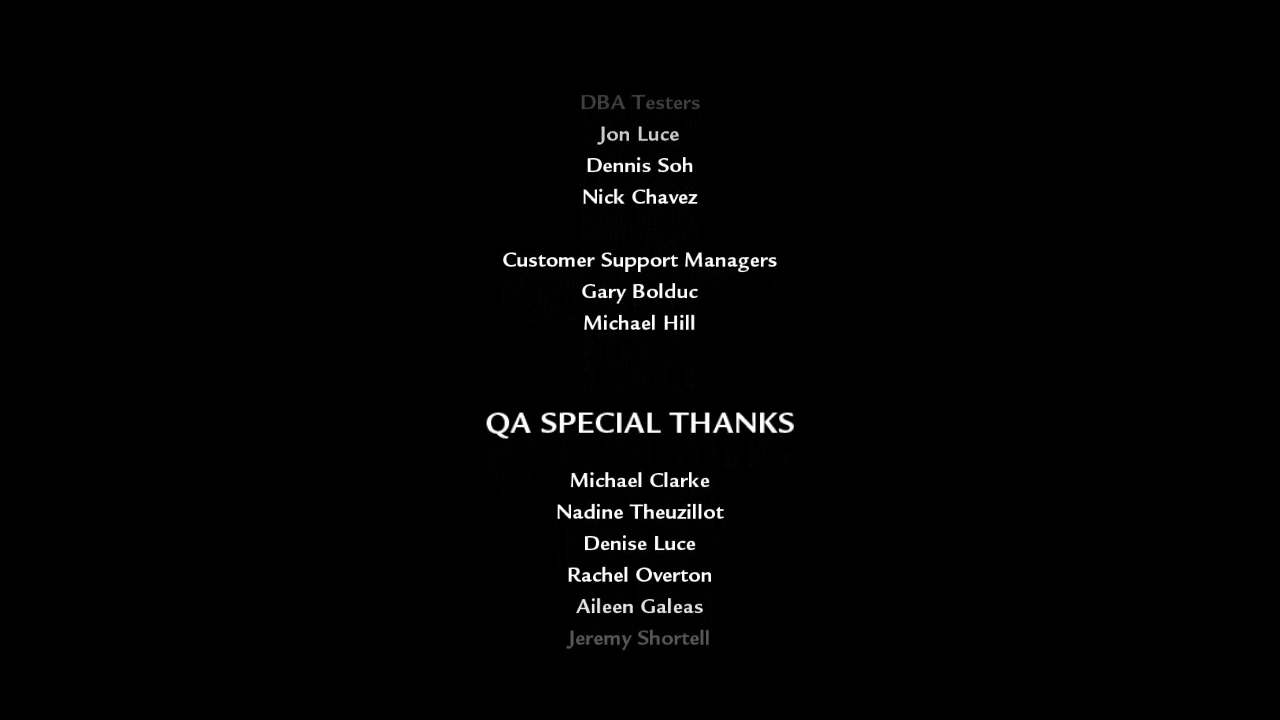 DBA Testers
Jon Luce
Dennis Soh
Nick Chavez
Customer Support Managers
Gary Bolduc
Michael Hill
QA SPECIAL THANKS
Michael Clarke
Nadine Theuzillot
Denise Luce
Rachel Overton
Aileen Galeas
Jeremy Shortell